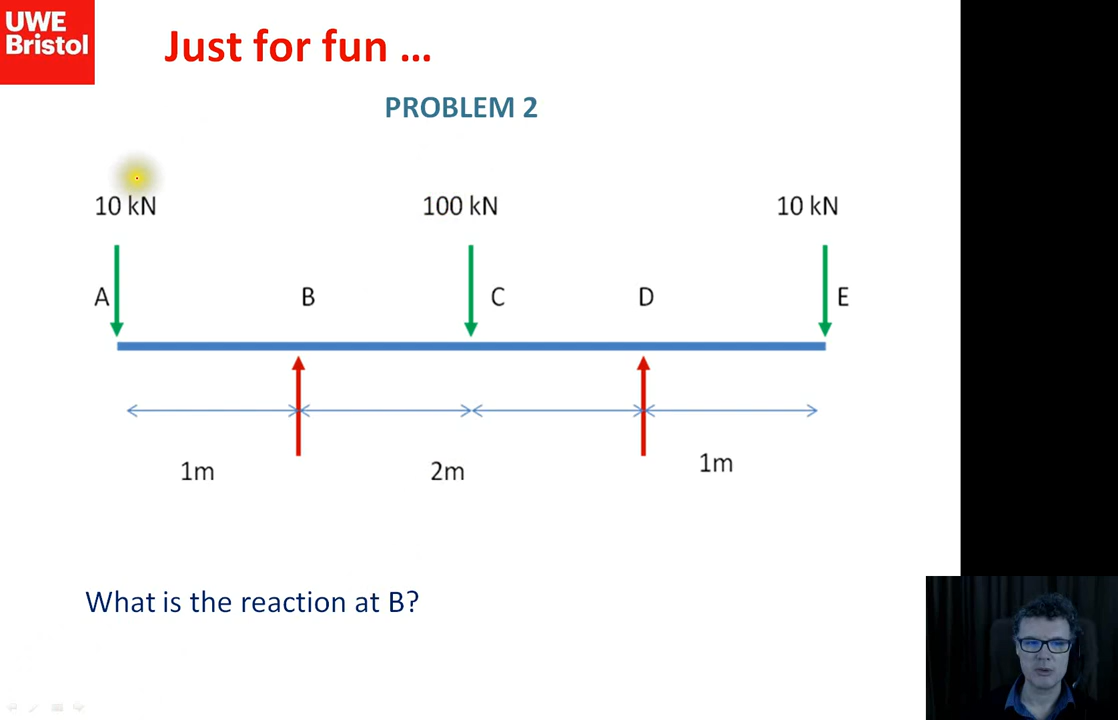 UWE
Bristol
Just for fun ...
PROBLEM 2
10 kN 100 kN 10 kN
A B C D E
1m 2m 1m
What is the reaction at B?